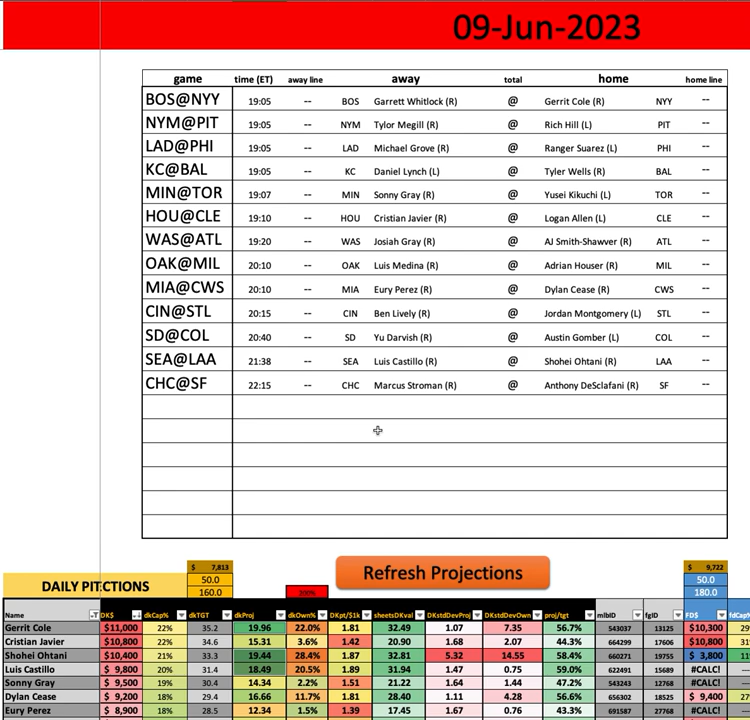 09-Jun-2023
game time (ET) away line away total home home line
BOS@NYY 19:05 -- BOS Garrett Whitlock (R) @ Gerrit Cole (R) NYY --
NYM@PIT 19:05 -- NYM Tylor Megill (R) @ Rich Hill (L) PIT --
LAD@PHI 19:05 -- LAD Michael Grove (R) @ Ranger Suarez (L) PHI --
KC@BAL 19:05 -- KC Daniel Lynch (L) @ Tyler Wells (R) BAL --
MIN@TOR 19:07 -- MIN Sonny Gray (R) @ Yusei Kikuchi (L) TOR --
HOU@CLE 19:10 -- HOU Cristian Javier (R) @ Logan Allen (L) CLE --
WAS@ATL 19:20 -- WAS Josiah Gray (R) @ AJ Smith-Shawver (R) ATL --
OAK@MIL 20:10 -- OAK Luis Medina (R) @ Adrian Houser (R) MIL --
MIA@CWS 20:10 -- MIA Eury Perez (R) @ Dylan Cease (R) CWS --
CIN@STL 20:15 -- CIN Ben Lively (R) @ Jordan Montgomery (L) STL --
SD@COL 20:40 -- SD Yu Darvish (R) @ Austin Gomber (L) COL --
SEA@LAA 21:38 -- SEA Luis Castillo (R) @ Shohei Ohtani (R) LAA --
CHC@SF 22:15 -- CHC Marcus Stroman (R) @ Anthony DeSclafani (R) SF --
$ 7,813 $ 9,722
DAILY PITCTIONS 50.0 Refresh Projections 50.0
160.0 180.0
Name DK$ dkCap% dkTGT dkProj dkOwn% DKpt/$1k sheetsDKval DKstdDevProj DKstdDevOwn proj/tgt mlbID fgID FD$ fdCap%
Gerrit Cole $11,000 22% 35.2 19.96 22.0% 1.81 32.49 1.07 7.35 56.7% 543037 13125 $10,300
Cristian Javier $10,800 22% 34.6 15.31 3.6% 1.42 20.90 1.68 2.07 44.3% 664299 17606 $10,800
Shohei Ohtani $10,400 21% 33.3 19.44 28.4% 1.87 32.81 5.32 14.55 58.4% 660271 19755 $ 3,800
Luis Castillo $ 9,800 20% 31.4 18.49 20.5% 1.89 31.94 1.47 0.75 59.0% 622491 15689 #CALC!
Sonny Gray $ 9,500 19% 30.4 14.34 2.2% 1.51 21.22 1.64 1.44 47.2% 543243 12768 #CALC!
Dylan Cease $ 9,200 18% 29.4 16.66 11.7% 1.81 28.40 1.11 4.28 56.6% 656302 18525 $ 9,400
Eury Perez $ 8,900 18% 28.5 12.34 1.5% 1.39 17.45 1.67 0.76 43.3% 691587 27768 #CALC!